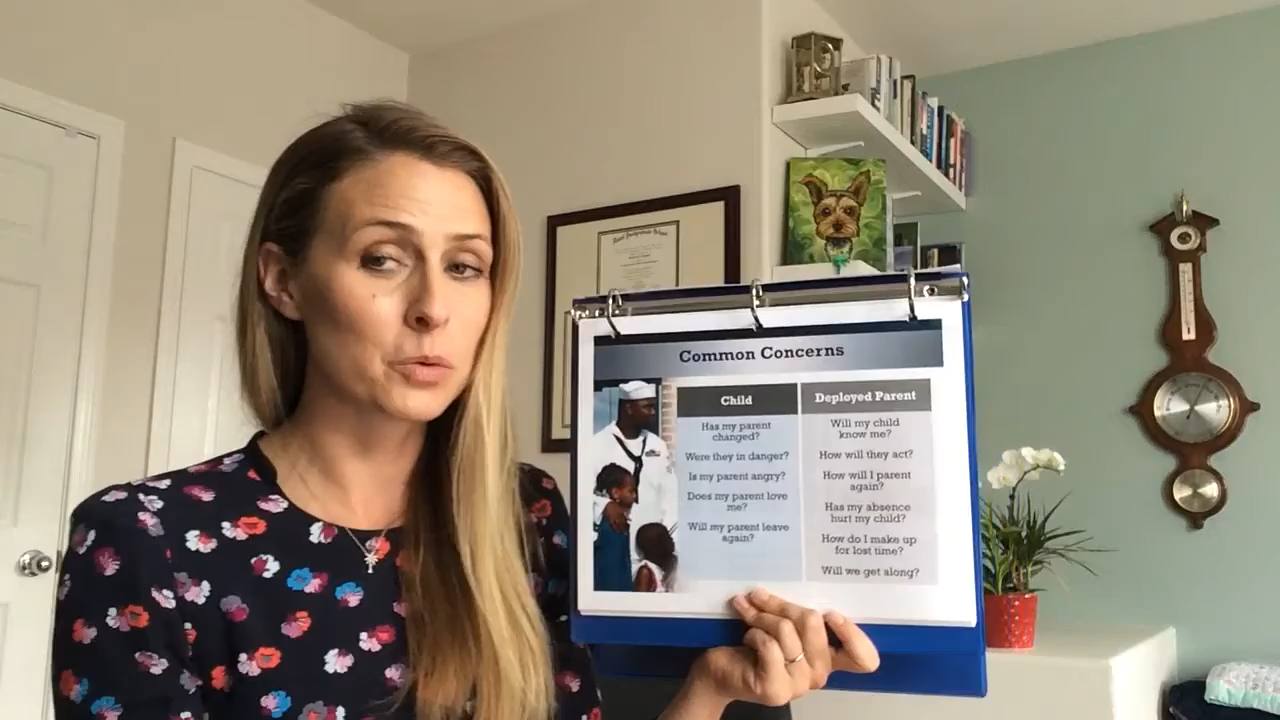 Common Concerns
Child
Has my parent
changed?
Were they in danger?
Is my parent angry?
Does my parent love
me?
Will my parent leave
again?
Deployed Parent
Will my child
know me?
How will they act?
How will I parent
again?
Has my absence
hurt my child?
How do I make up
for lost time?
Will we get along?